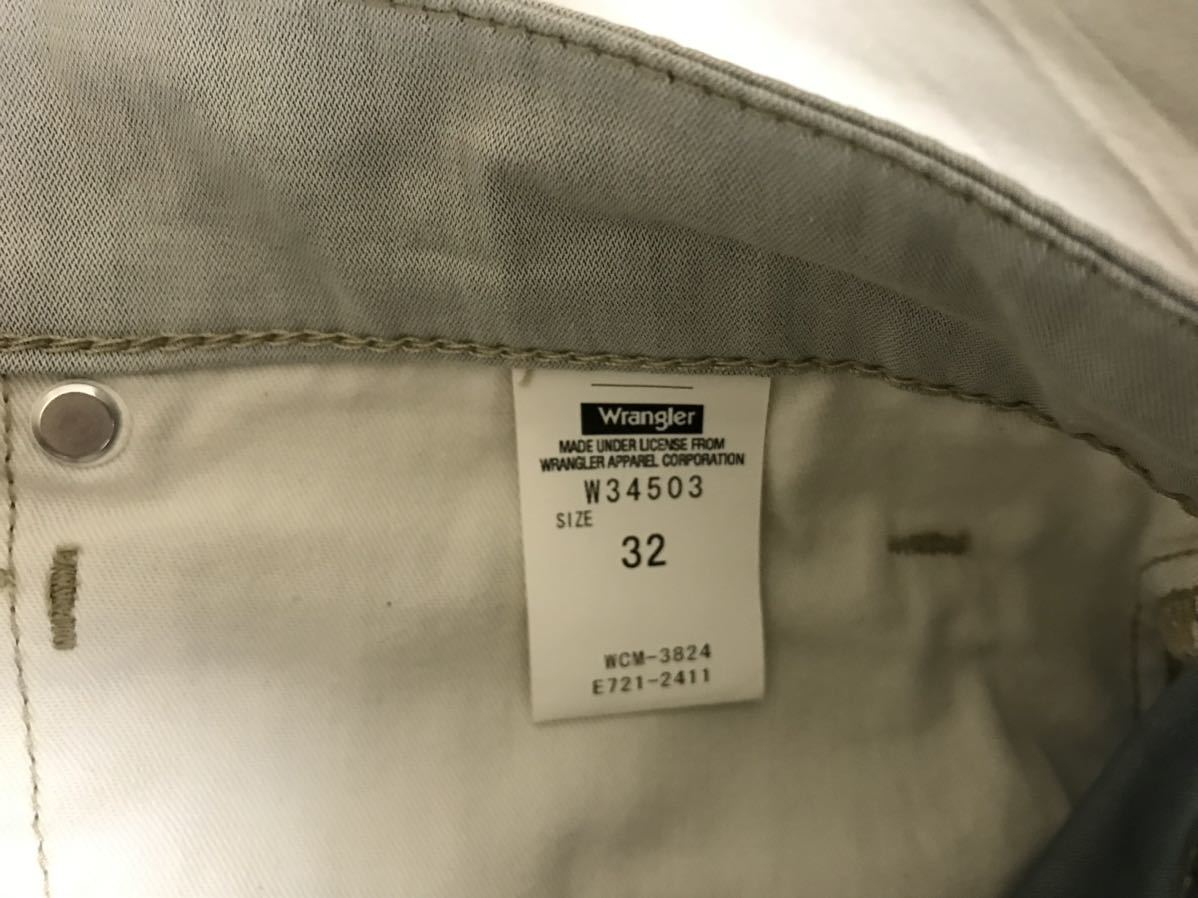 Wrangler
MADE UNDER LICENSE FROM
WRANGLER APPAREL CORPORATION
W34503
SIZE
32
WCM-3824
E721-2411